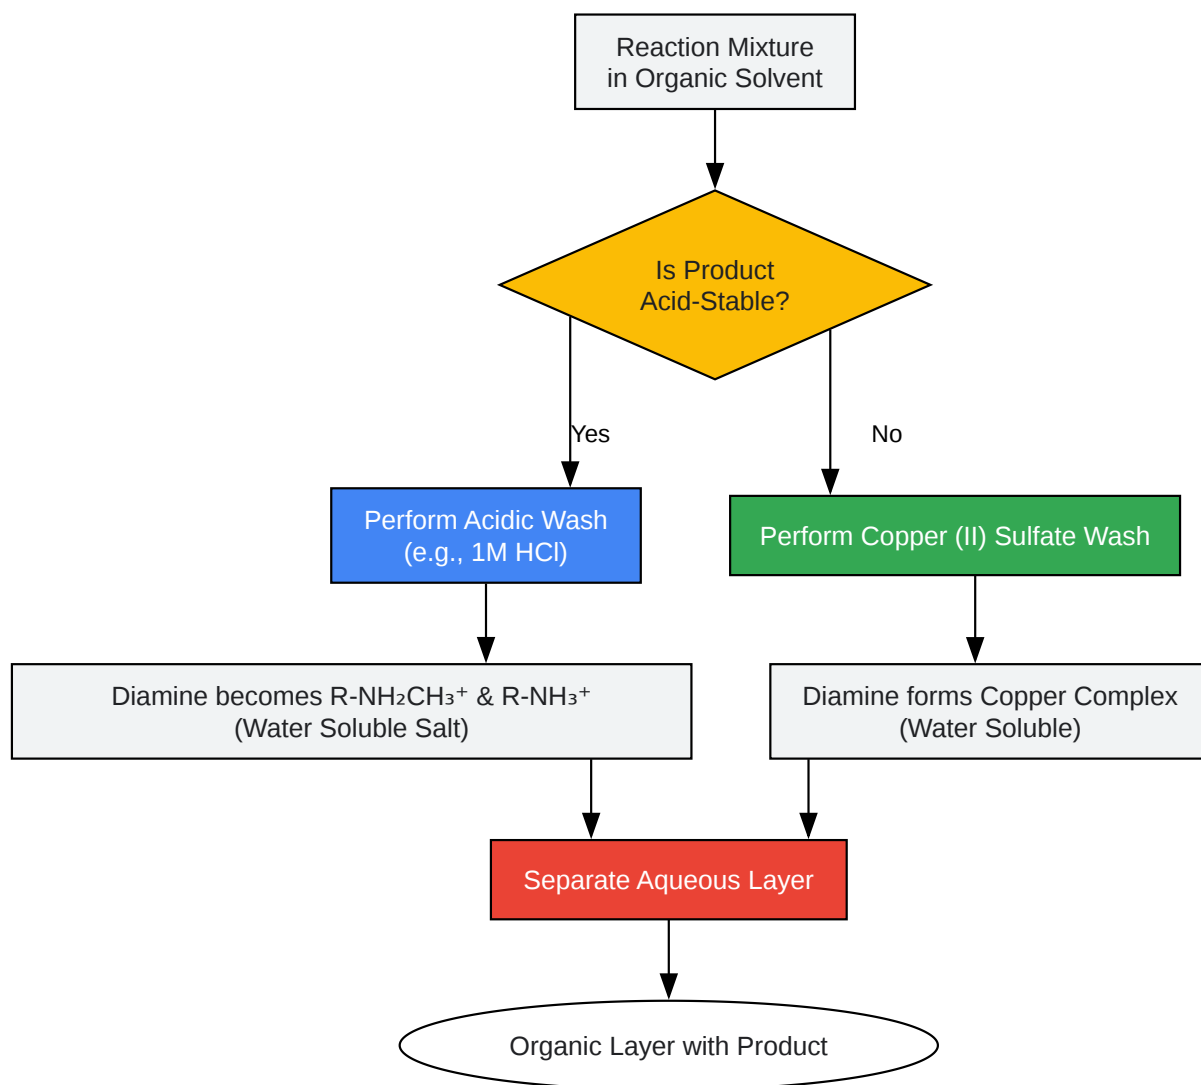 Reaction Mixture
in Organic Solvent
Is Product
Acid-Stable?
Yes
No
Perform Acidic Wash
(e.g., 1M HCl)
Perform Copper (II) Sulfate Wash
Diamine becomes R-NH₂CH₃⁺ & R-NH₃⁺
(Water Soluble Salt)
Diamine forms Copper Complex
(Water Soluble)
Separate Aqueous Layer
Organic Layer with Product